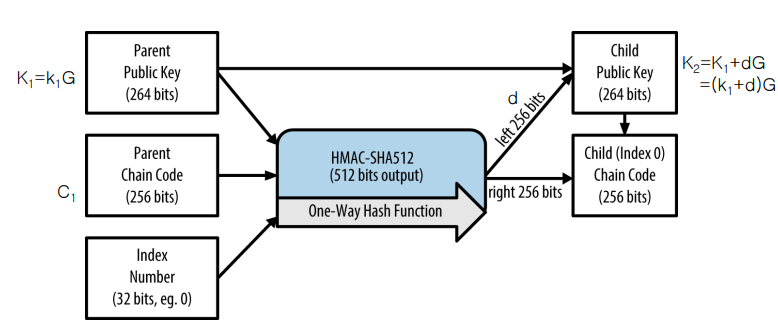 Parent
Public Key
(264 bits)
K₁=k₁G
Child
Public Key
(264 bits)
K₂=K₁+dG
=(k₁+d)G
d
left 256 bits
Parent
Chain Code
(256 bits)
C₁
HMAC-SHA512
(512 bits output)
One-Way Hash Function
right 256 bits
Child (Index 0)
Chain Code
(256 bits)
Index
Number
(32 bits, eg. 0)